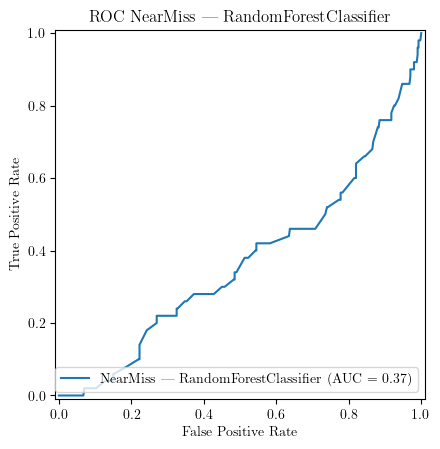 ROC NearMiss — RandomForestClassifier
1.0
0.8
0.6
0.4
0.2
0.0
True Positive Rate
NearMiss — RandomForestClassifier (AUC = 0.37)
0.0 0.2 0.4 0.6 0.8 1.0
False Positive Rate